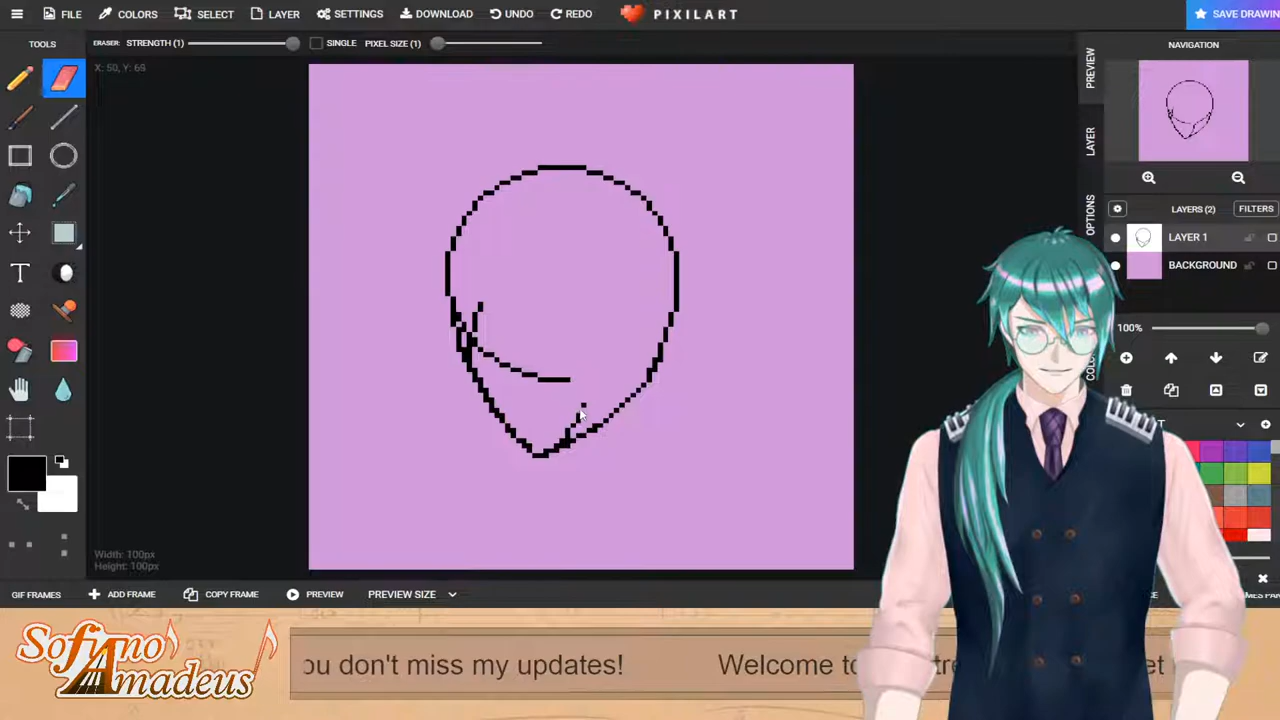 FILE COLORS SELECT LAYER SETTINGS DOWNLOAD UNDO REDO PIXILART SAVE DRAWIN
TOOLS ERASER: STRENGTH (1) SINGLE PIXEL SIZE (1) NAVIGATION
X: 50, Y: 69
PREVIEW
LAYER
OPTIONS
LAYERS (2) FILTERS
LAYER 1
BACKGROUND
100%
T
Width: 100px
Height: 100px
GIF FRAMES ADD FRAME COPY FRAME PREVIEW PREVIEW SIZE
Sofiano
Amadeus
ou don't miss my updates! Welcome to